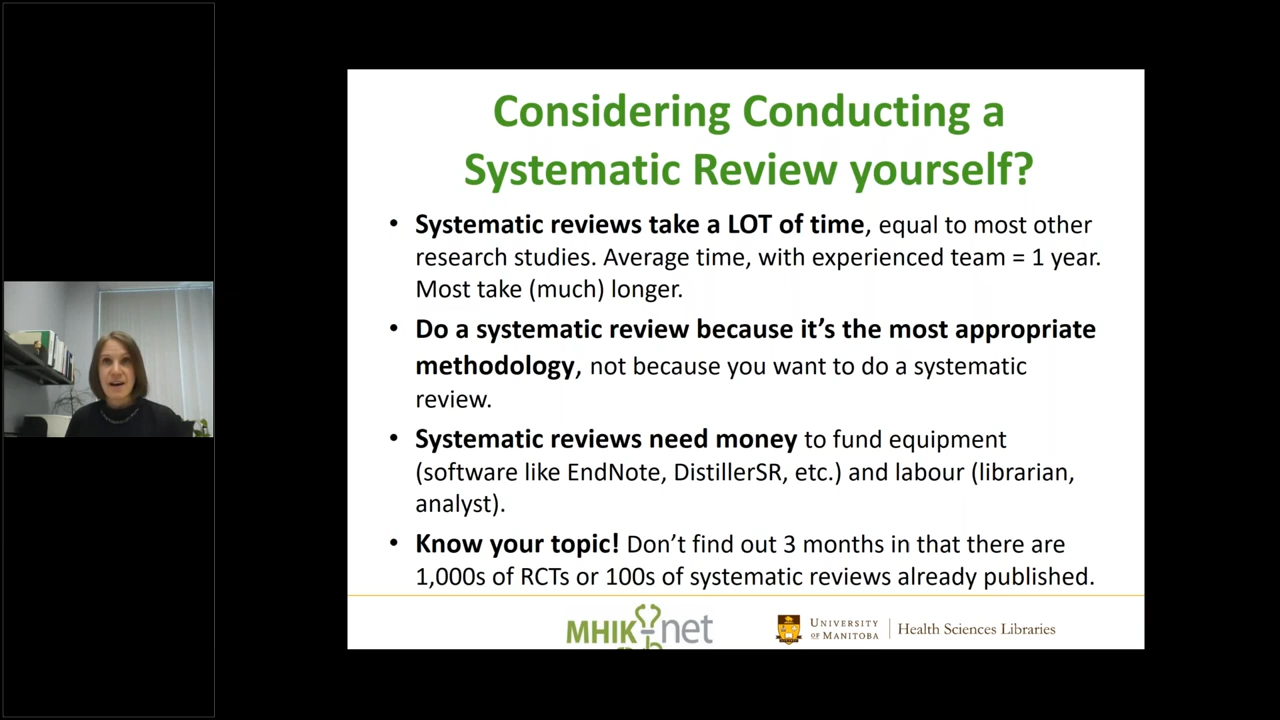 Considering Conducting a
Systematic Review yourself?
• Systematic reviews take a LOT of time, equal to most other
research studies. Average time, with experienced team = 1 year.
Most take (much) longer.
• Do a systematic review because it’s the most appropriate
methodology, not because you want to do a systematic
review.
• Systematic reviews need money to fund equipment
(software like EndNote, DistillerSR, etc.) and labour (librarian,
analyst).
• Know your topic! Don’t find out 3 months in that there are
1,000s of RCTs or 100s of systematic reviews already published.
MHIKnet
UNIVERSITY
OF MANITOBA
Health Sciences Libraries